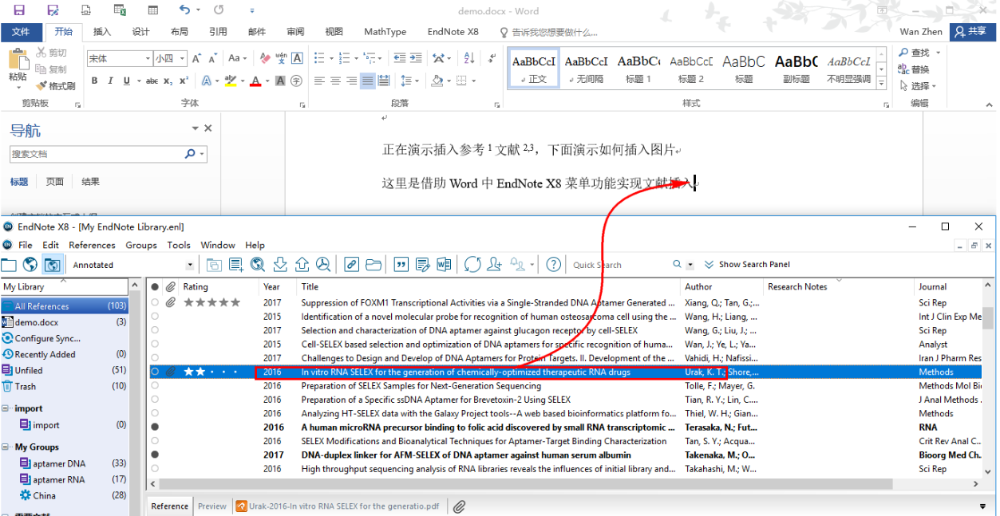 demo.docx - Word
文件 开始 插入 设计 布局 引用 邮件 审阅 视图 MathType EndNote X8 告诉我您想要做什么... Wan Zhen 共享
剪切
复制
格式刷
粘贴
宋体 小四 Aa
B I U abc X₂ X²
AaBbCcI AaBbCcI AaBbC AaBbCcD AaBbC AaBbC AaBbCcL
正文 无间隔 标题 1 标题 2 标题 副标题 不明显强调
查找
替换
选择
剪贴板 字体 段落 样式 编辑
导航
搜索文档
标题 页面 结果
正在演示插入参考 1 文献 2,3，下面演示如何插入图片
这里是借助 Word 中 EndNote X8 菜单功能实现文献插入
EndNote X8 - [My EndNote Library.enl]
File Edit References Groups Tools Window Help
Annotated Quick Search Show Search Panel
My Library
All References (103)
demo.docx (3)
Configure Sync...
Recently Added (0)
Unfiled (51)
Trash (10)
import
import (0)
My Groups
aptamer DNA (33)
aptamer RNA (17)
China (28)
Rating Year Title Author Research Notes Journal
2017 Suppression of FOXM1 Transcriptional Activities via a Single-Stranded DNA Aptamer Generated ... Xiang, Q.; Tan, G.;... Sci Rep
2015 Identification of a novel molecular probe for recognition of human osteosarcoma cell using the ... Wang, H.; Liang, ... Int J Clin Exp Me
2017 Selection and characterization of DNA aptamer against glucagon receptor by cell-SELEX Wang, G.; Liu, J.; ... Sci Rep
2015 Cell-SELEX based selection and optimization of DNA aptamers for specific recognition of huma... Wan, J.; Ye, L.; Ya... Analyst
2017 Challenges to Design and Develop of DNA Aptamers for Protein Targets. II. Development of the ... Vahidi, H.; Nafissi... Iran J Pharm Res
2016 In vitro RNA SELEX for the generation of chemically-optimized therapeutic RNA drugs Urak, K. T.; Shore,... Methods
2016 Preparation of SELEX Samples for Next-Generation Sequencing Tolle, F.; Mayer, G. Methods Mol Bi
2016 Preparation of a Specific ssDNA Aptamer for Brevetoxin-2 Using SELEX Tian, R. Y.; Lin, C.... J Anal Methods .
2016 Analyzing HT-SELEX data with the Galaxy Project tools--A web based bioinformatics platform fo... Thiel, W. H.; Gian... Methods
2016 A human microRNA precursor binding to folic acid discovered by small RNA transcriptomic ... Terasaka, N.; Fut... RNA
2016 SELEX Modifications and Bioanalytical Techniques for Aptamer-Target Binding Characterization Tan, S. Y.; Acqua... Crit Rev Anal C..
2017 DNA-duplex linker for AFM-SELEX of DNA aptamer against human serum albumin Takenaka, M.; O... Bioorg Med Ch.
2016 High throughput sequencing analysis of RNA libraries reveals the influences of initial library and... Takahashi, M.; W... Sci Rep
Reference Preview Urak-2016-In vitro RNA SELEX for the generatio.pdf